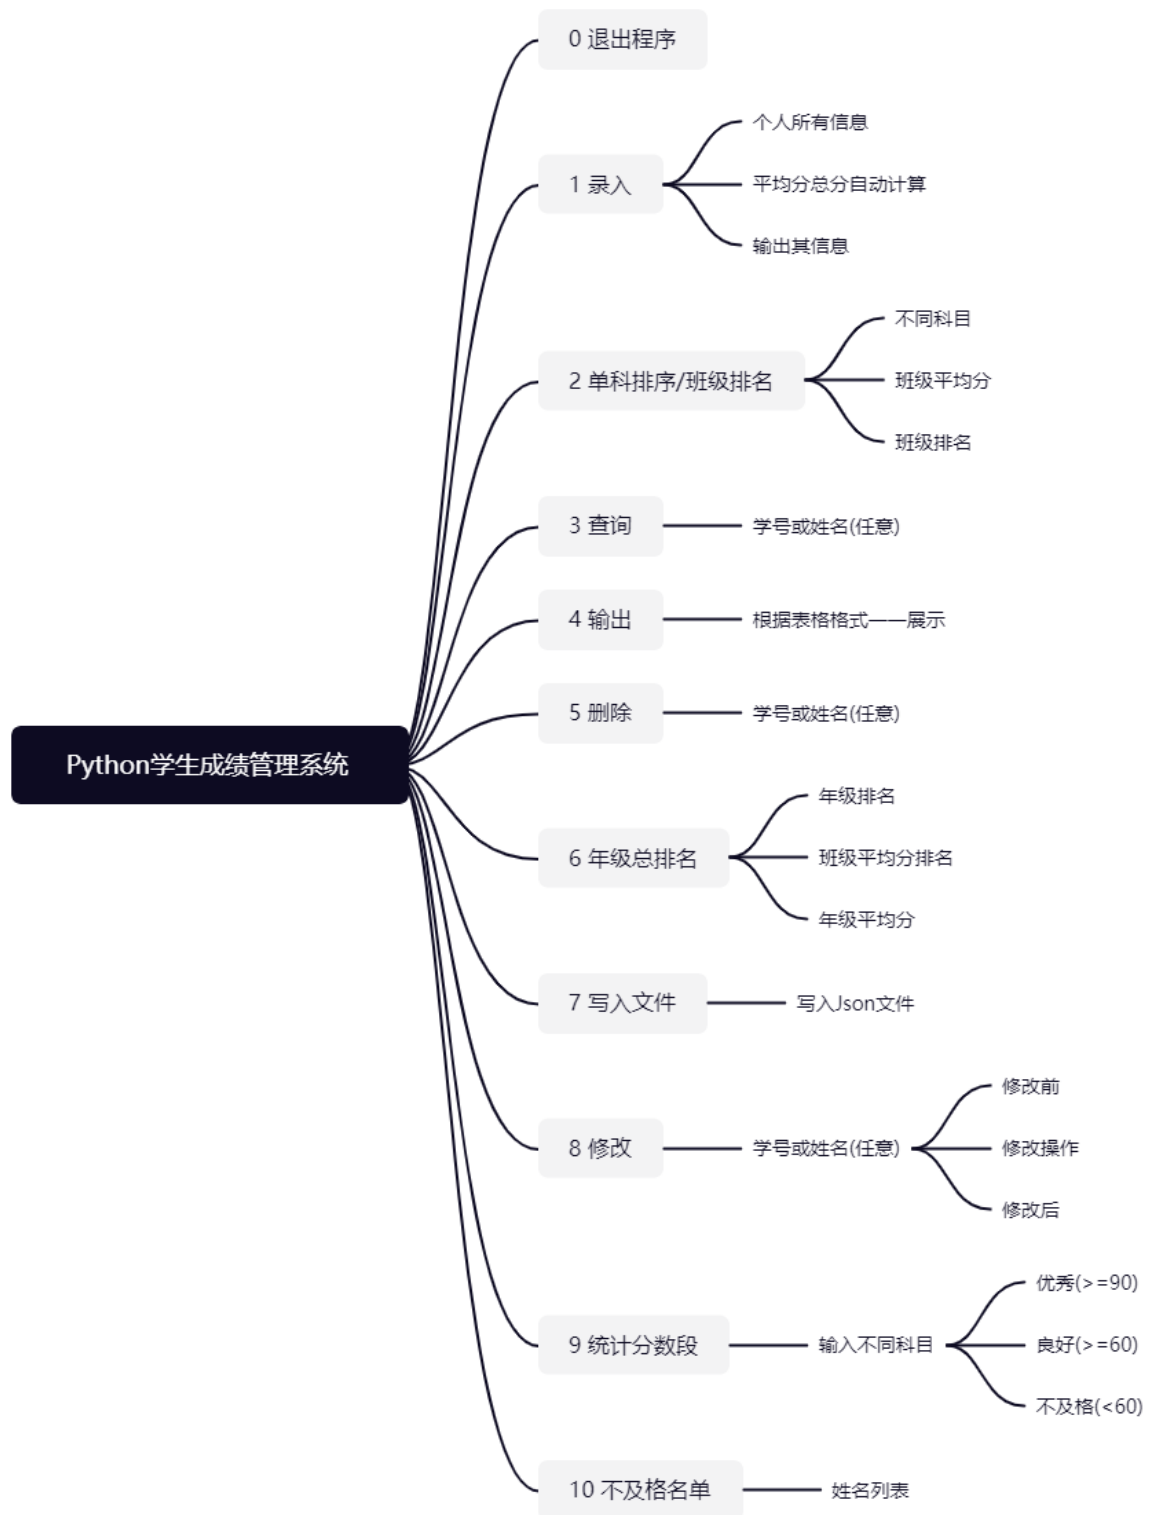 Python学生成绩管理系统
0 退出程序
1 录入
个人所有信息
平均分总分自动计算
输出其信息
2 单科排序/班级排名
不同科目
班级平均分
班级排名
3 查询
学号或姓名(任意)
4 输出
根据表格格式一一展示
5 删除
学号或姓名(任意)
6 年级总排名
年级排名
班级平均分排名
年级平均分
7 写入文件
写入Json文件
8 修改
学号或姓名(任意)
修改前
修改操作
修改后
9 统计分数段
输入不同科目
优秀(>=90)
良好(>=60)
不及格(<60)
10 不及格名单
姓名列表